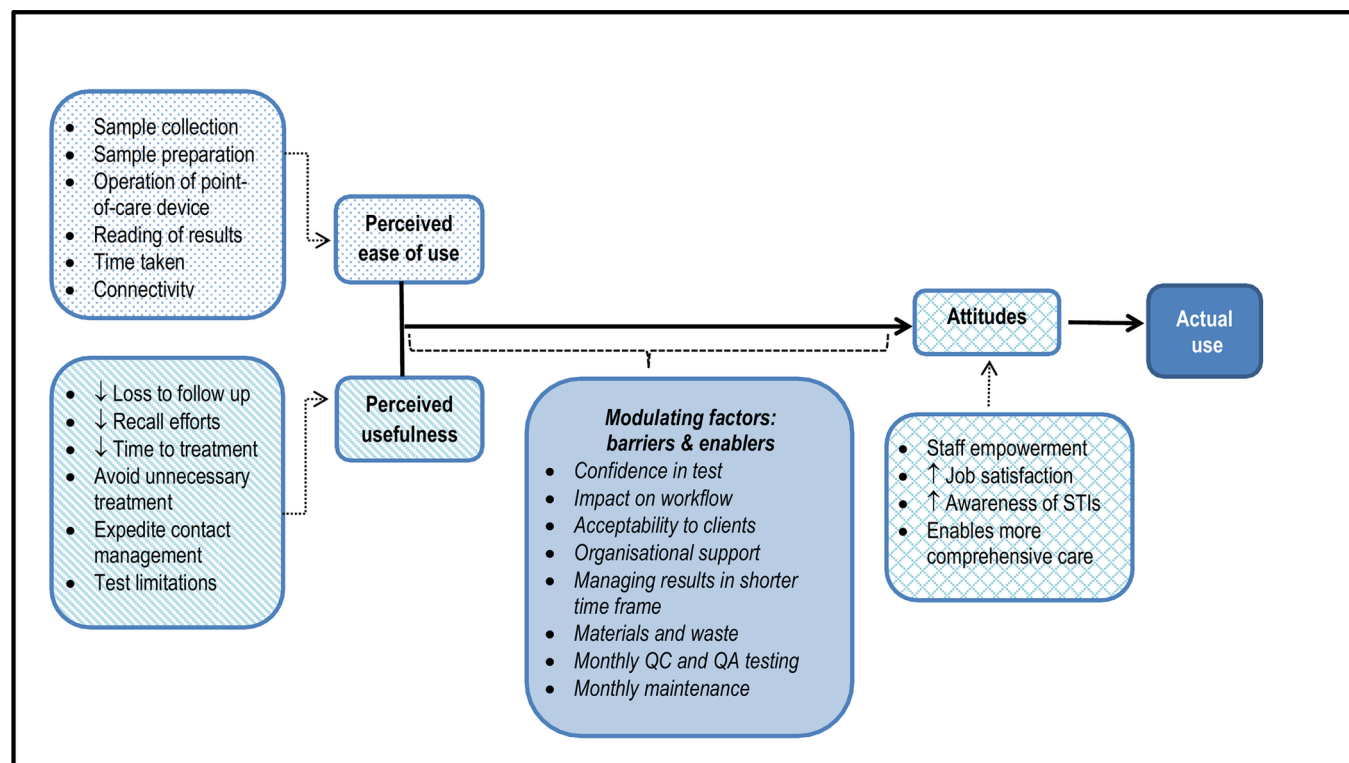 • Sample collection
• Sample preparation
• Operation of point-
of-care device
• Reading of results
• Time taken
• Connectivity
Perceived
ease of use
• ↓ Loss to follow up
• ↓ Recall efforts
• ↓ Time to treatment
• Avoid unnecessary
treatment
• Expedite contact
management
• Test limitations
Perceived
usefulness
Modulating factors:
barriers & enablers
• Confidence in test
• Impact on workflow
• Acceptability to clients
• Organisational support
• Managing results in shorter
time frame
• Materials and waste
• Monthly QC and QA testing
• Monthly maintenance
Attitudes
• Staff empowerment
• ↑ Job satisfaction
• ↑ Awareness of STIs
• Enables more
comprehensive care
Actual
use